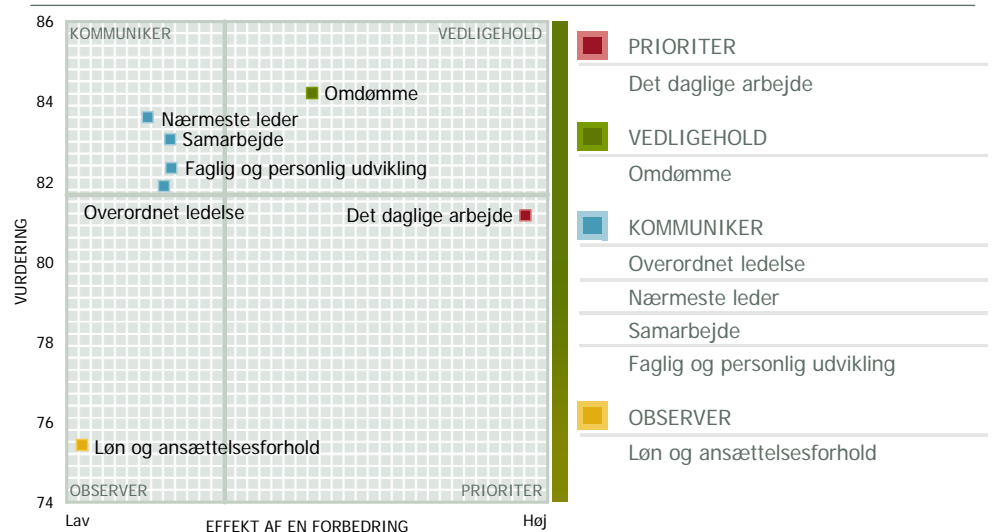 86
84
82
80
78
76
74
VURDERING
KOMMUNIKER
VEDLIGEHOLD
Omdømme
Nærmeste leder
Samarbejde
Faglig og personlig udvikling
Overordnet ledelse
Det daglige arbejde
Løn og ansættelsesforhold
OBSERVER
PRIORITER
Lav
EFFEKT AF EN FORBEDRING
Høj
PRIORITER
Det daglige arbejde
VEDLIGEHOLD
Omdømme
KOMMUNIKER
Overordnet ledelse
Nærmeste leder
Samarbejde
Faglig og personlig udvikling
OBSERVER
Løn og ansættelsesforhold